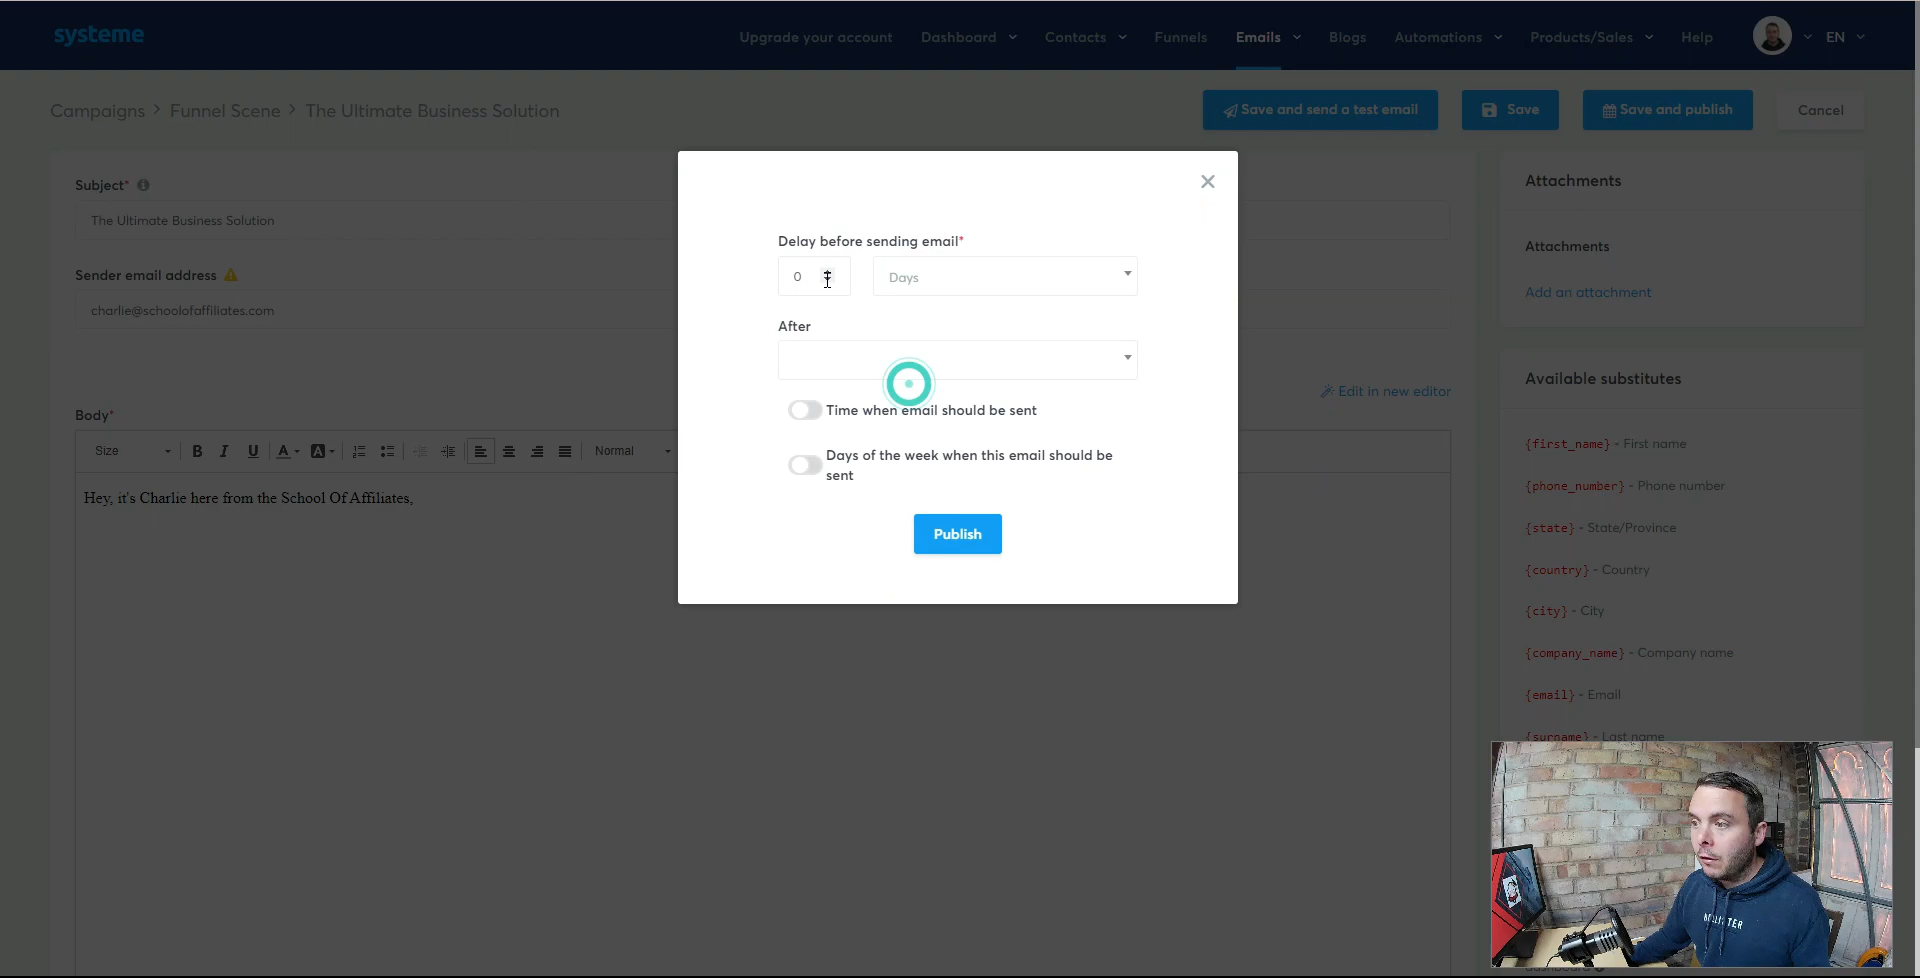 systeme
Upgrade your account Dashboard Contacts Funnels Emails Blogs Automations Products/Sales Help EN
Campaigns > Funnel Scene > The Ultimate Business Solution
Save and send a test email Save Save and publish Cancel
Subject*
The Ultimate Business Solution
Sender email address
charlie@schoolofaffiliates.com
Edit in new editor
Body*
Size B I U A A Normal
Hey, it's Charlie here from the School Of Affiliates,
Delay before sending email*
0 Days
After
Time when email should be sent
Days of the week when this email should be
sent
Publish
Attachments
Attachments
Add an attachment
Available substitutes
{first_name} - First name
{phone_number} - Phone number
{state} - State/Province
{country} - Country
{city} - City
{company_name} - Company name
{email} - Email
{surname} - Last name